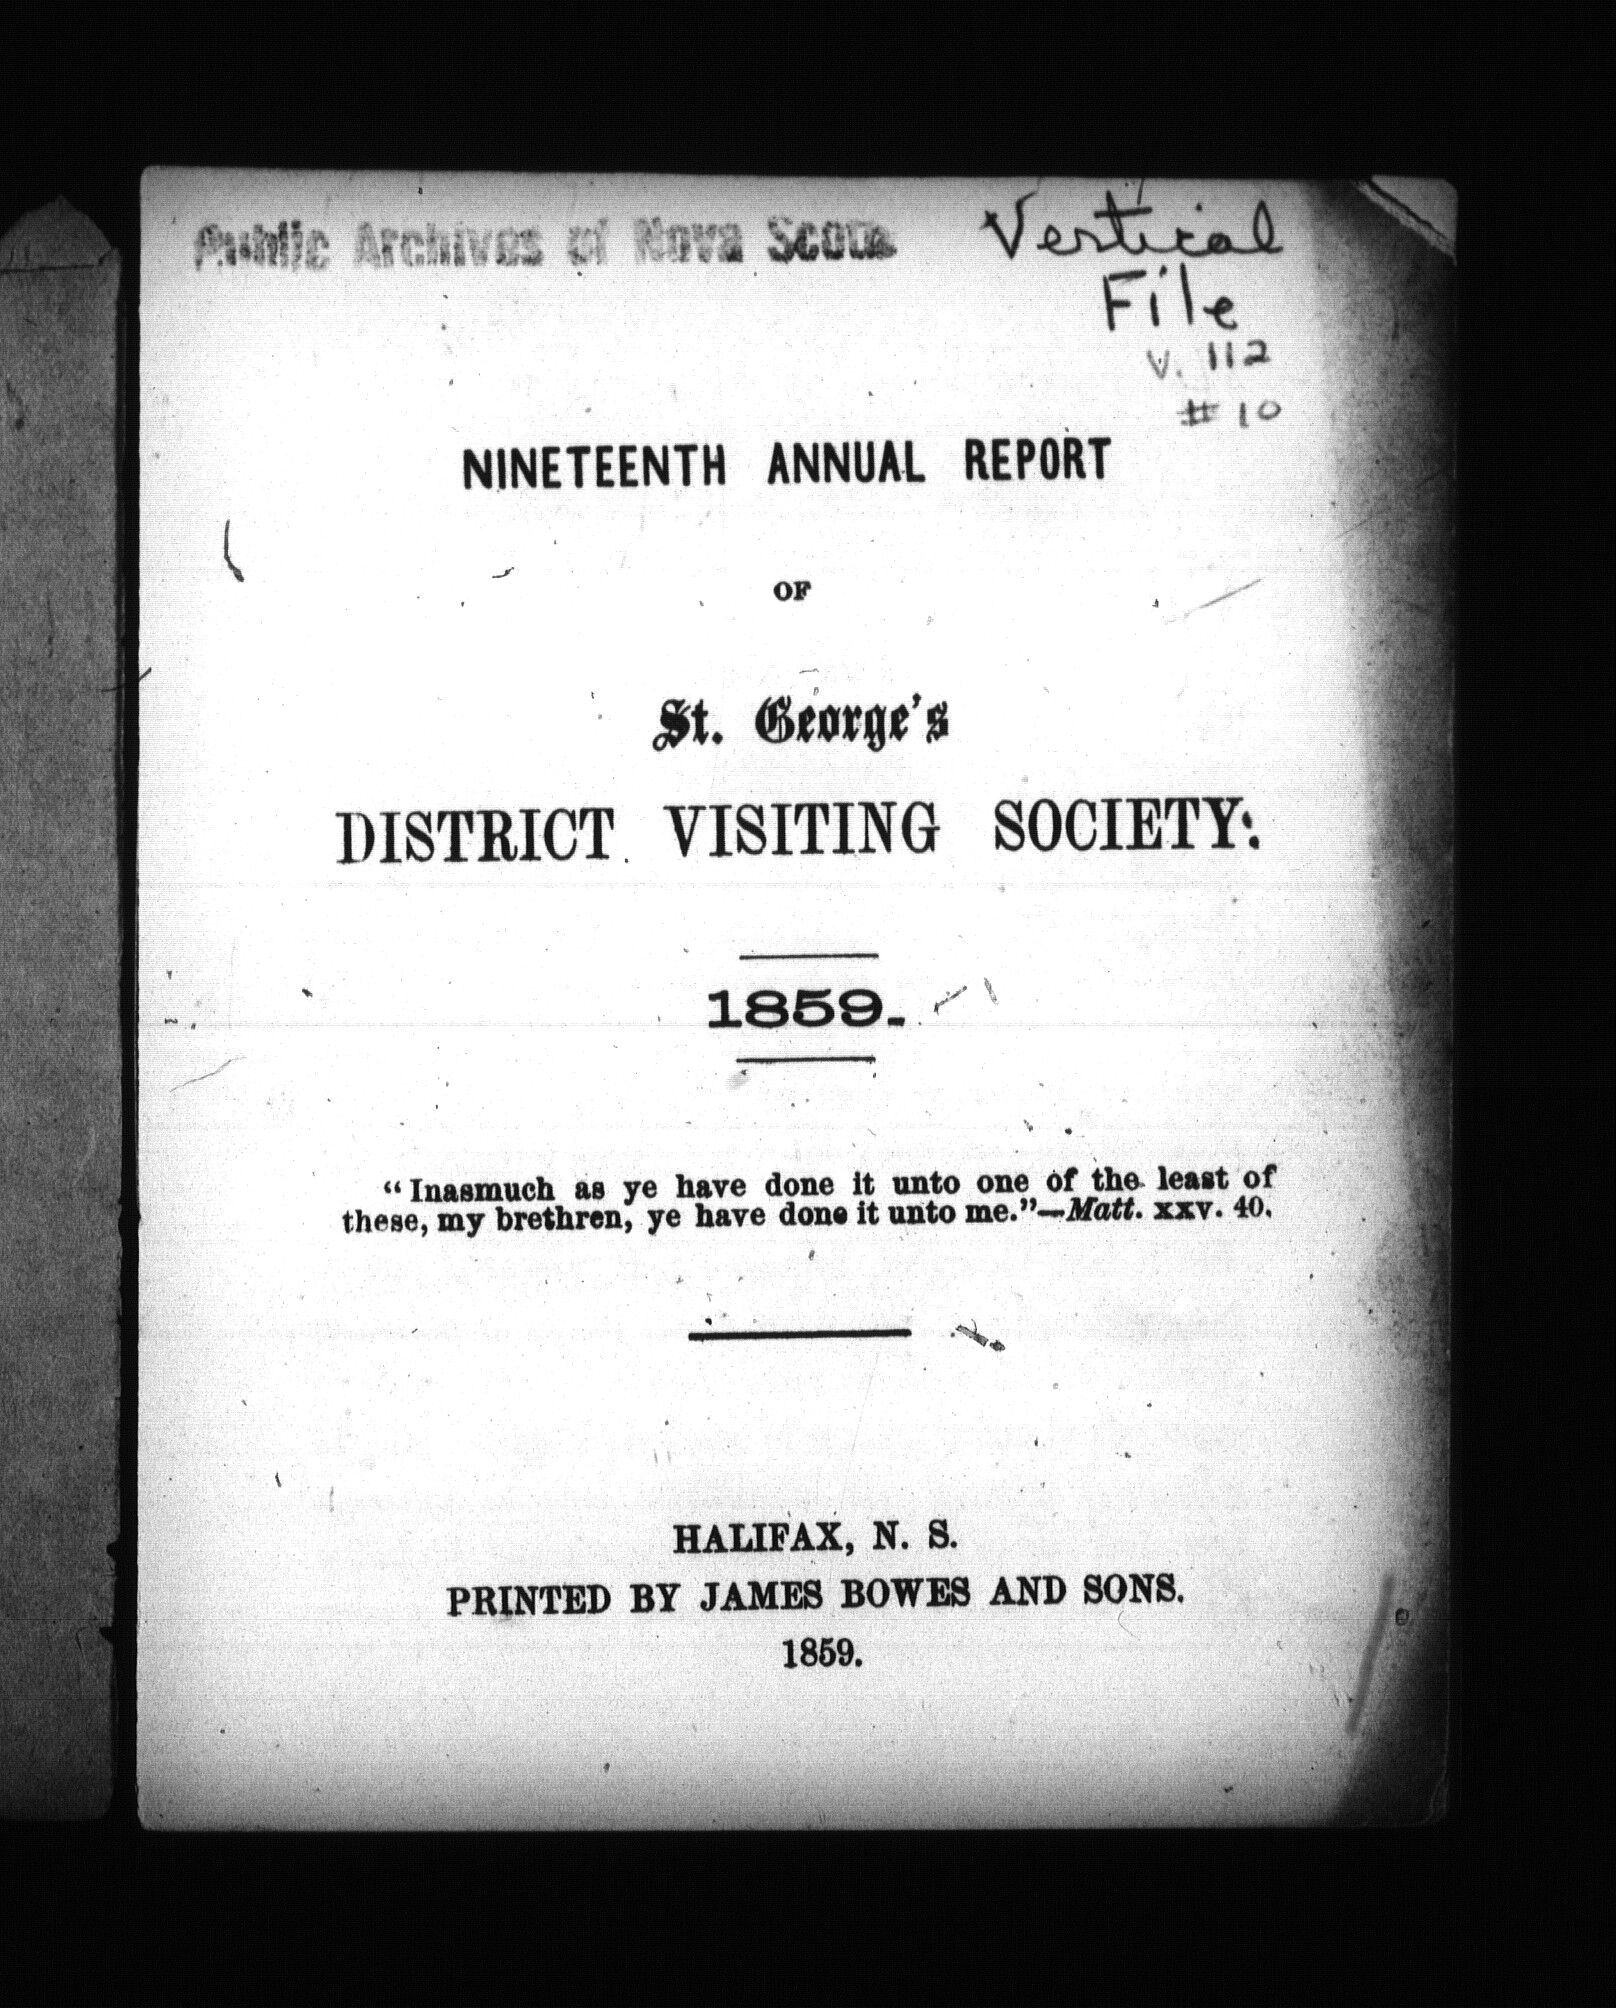 Public Archives of Nova Scotia
Vertical
File
v. 112
# 10
NINETEENTH ANNUAL REPORT
OF
St. George's
DISTRICT VISITING SOCIETY.
1859.
"Inasmuch as ye have done it unto one of the least of
these, my brethren, ye have done it unto me."—Matt. xxv. 40.
HALIFAX, N. S.
PRINTED BY JAMES BOWES AND SONS.
1859.